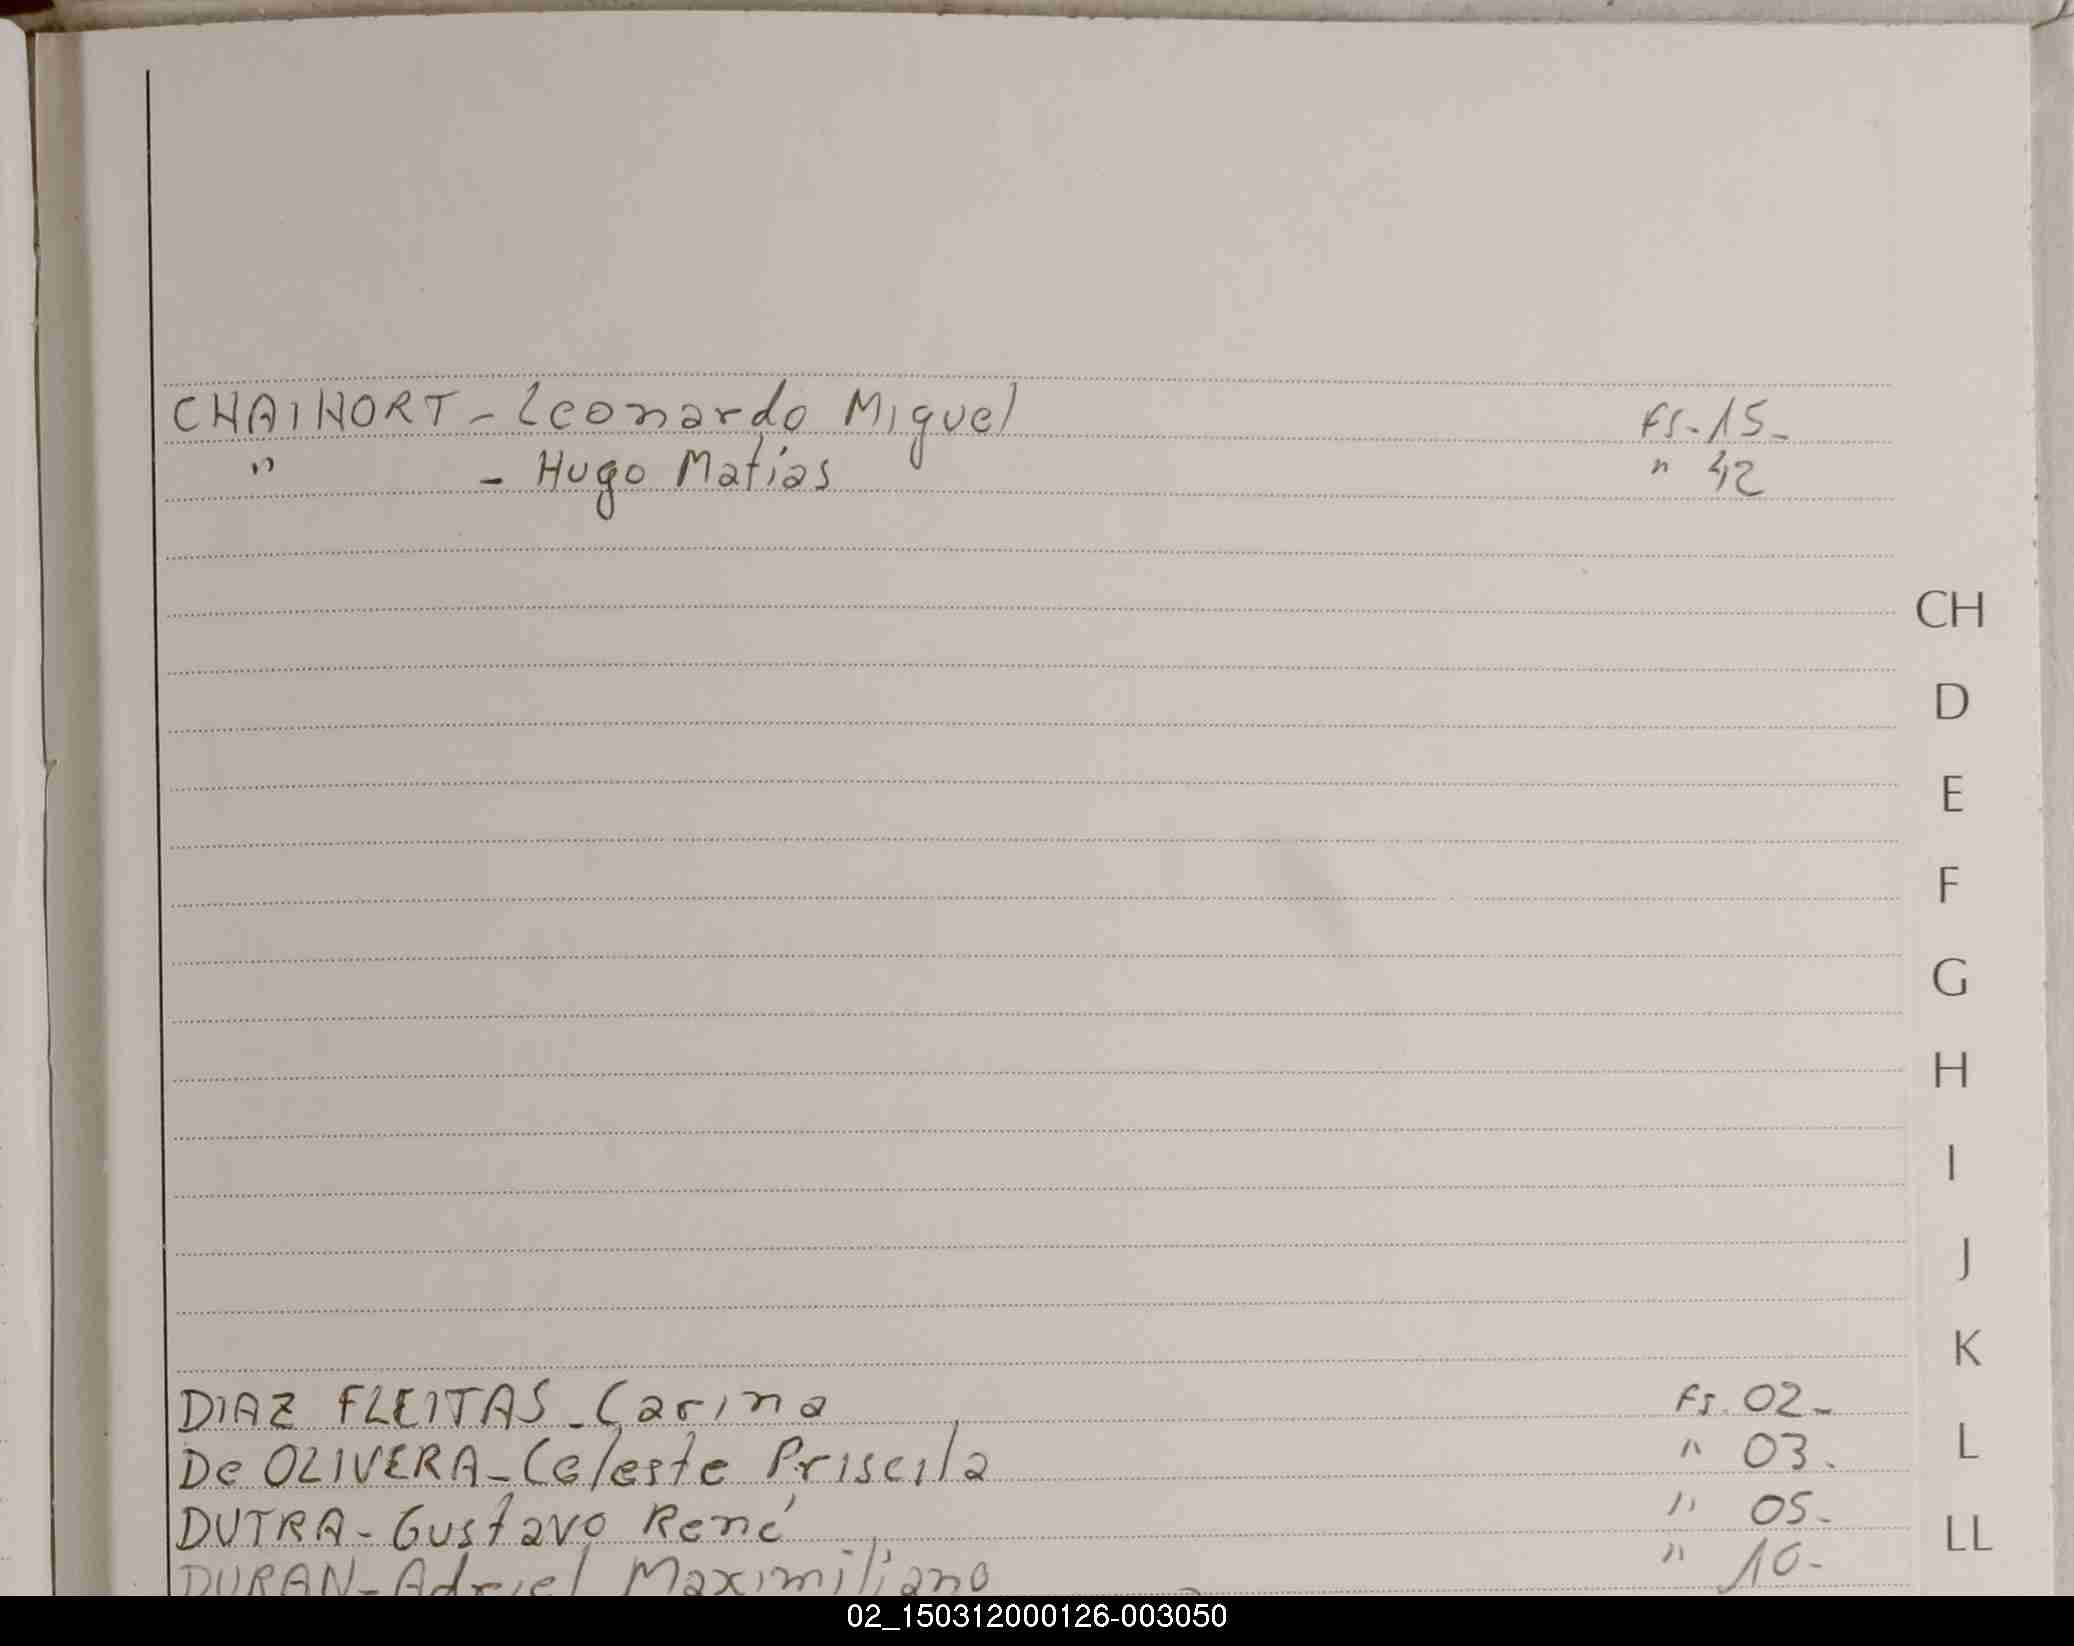 CHAIHORT - Leonardo Miguel Fs. 15-
" - Hugo Matias " 42
CH
D
E
F
G
H
I
J
K
DIAZ FLEITAS - Carina Fs. 02-
L
De OLIVERA - Celeste Priscila " 03.
DUTRA - Gustavo René " 05-
LL
DURAN - Adriel Maximiliano " 10-
02_150312000126-003050